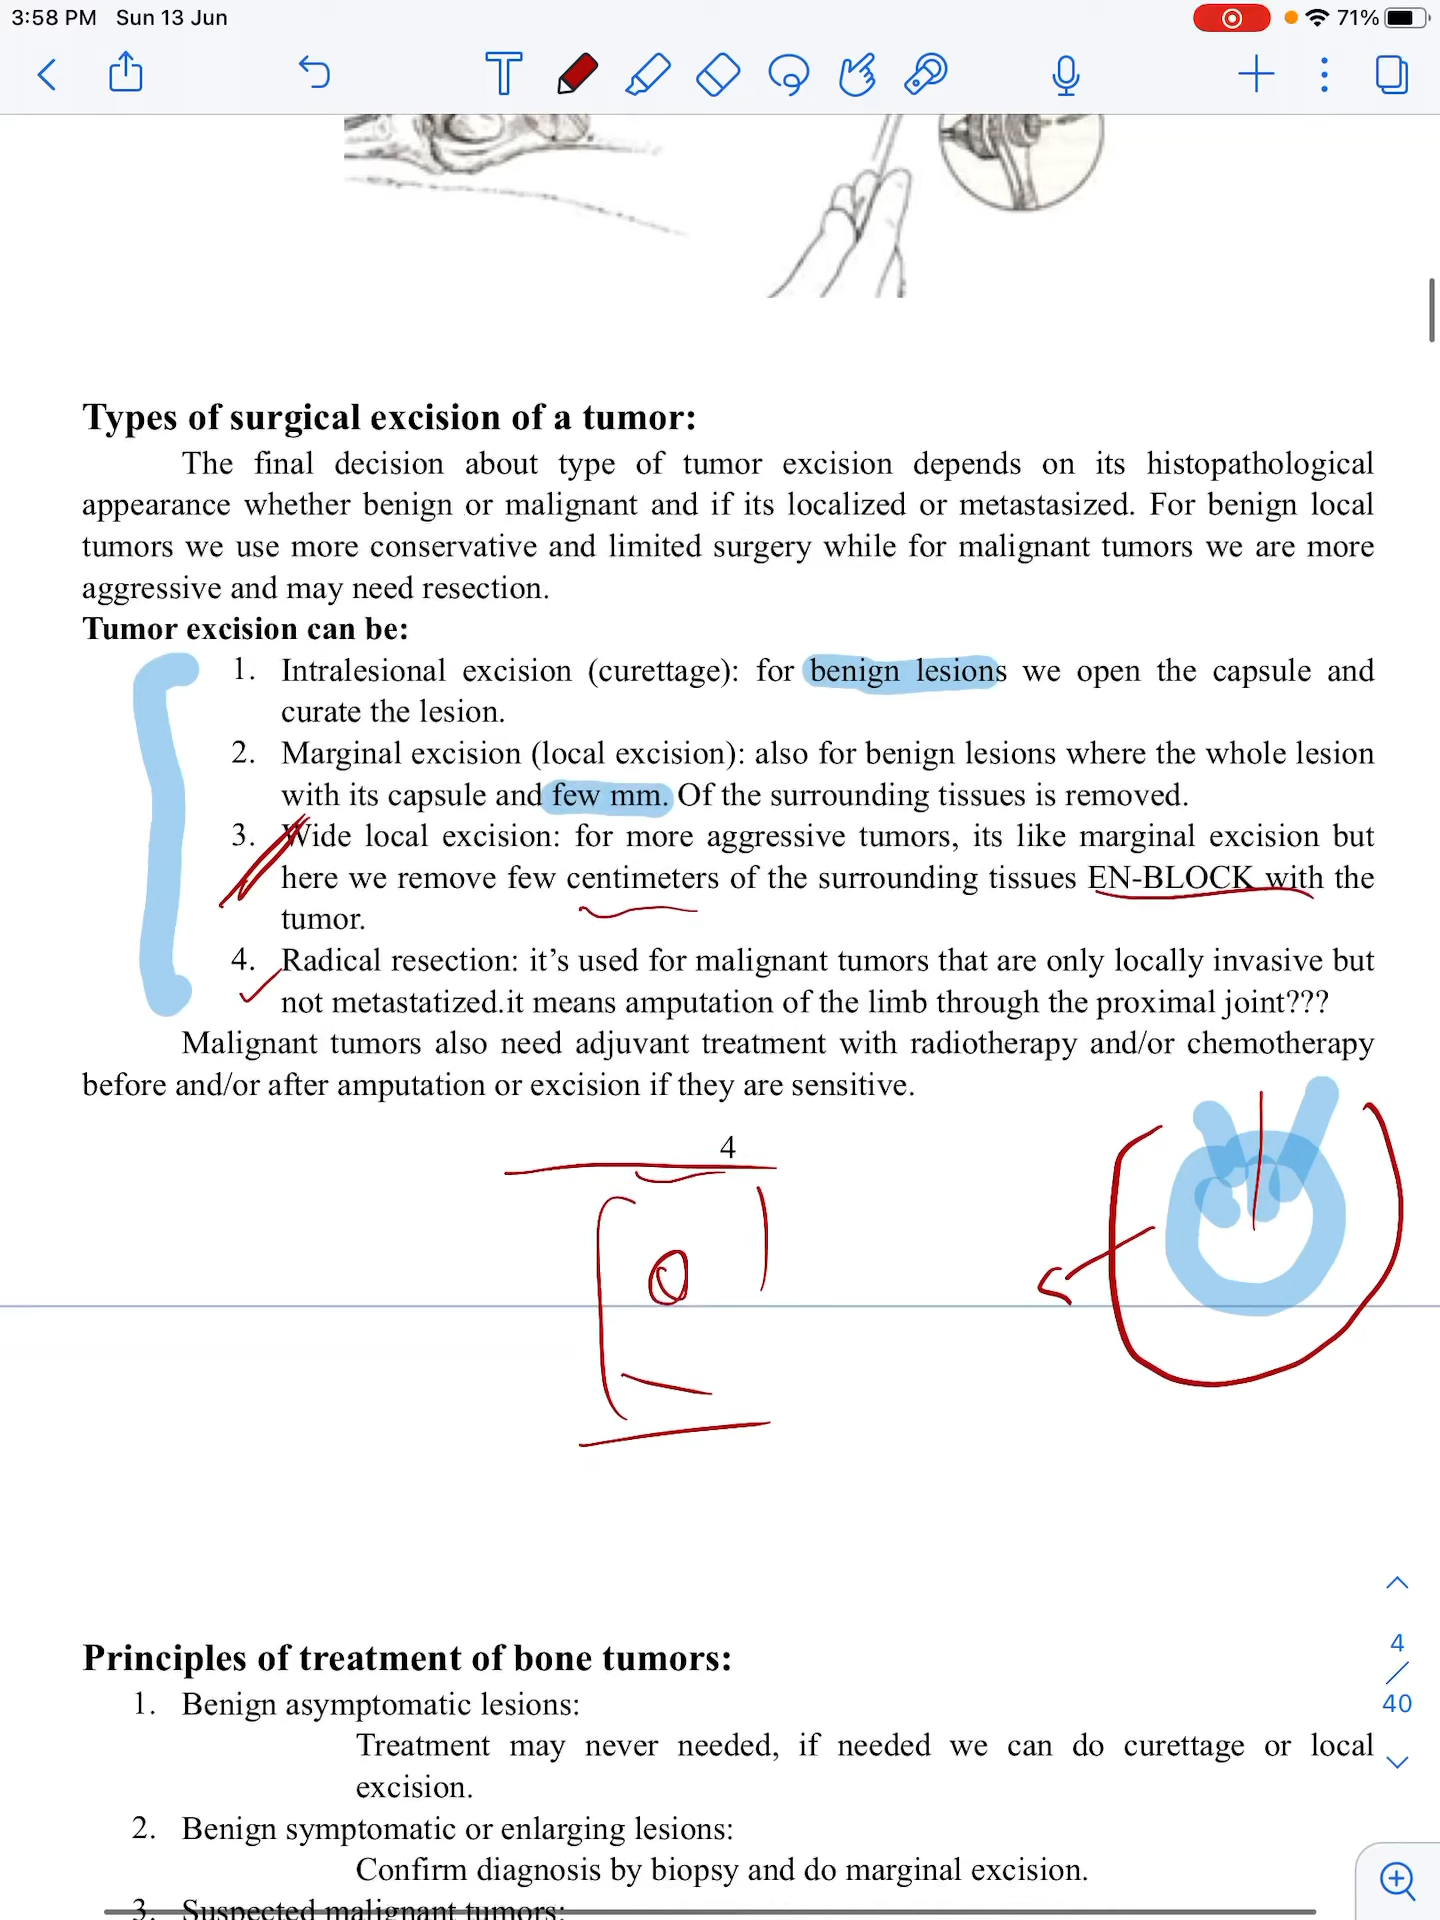 3:58 PM Sun 13 Jun 71%
T
Types of surgical excision of a tumor:
The final decision about type of tumor excision depends on its histopathological
appearance whether benign or malignant and if its localized or metastasized. For benign local
tumors we use more conservative and limited surgery while for malignant tumors we are more
aggressive and may need resection.
Tumor excision can be:
1. Intralesional excision (curettage): for benign lesions we open the capsule and
curate the lesion.
2. Marginal excision (local excision): also for benign lesions where the whole lesion
with its capsule and few mm. Of the surrounding tissues is removed.
3. Wide local excision: for more aggressive tumors, its like marginal excision but
here we remove few centimeters of the surrounding tissues EN-BLOCK with the
tumor.
4. Radical resection: it’s used for malignant tumors that are only locally invasive but
not metastatized.it means amputation of the limb through the proximal joint???
Malignant tumors also need adjuvant treatment with radiotherapy and/or chemotherapy
before and/or after amputation or excision if they are sensitive.
4
Principles of treatment of bone tumors:
1. Benign asymptomatic lesions:
Treatment may never needed, if needed we can do curettage or local
excision.
2. Benign symptomatic or enlarging lesions:
Confirm diagnosis by biopsy and do marginal excision.
3. Suspected malignant tumors:
4
/
40